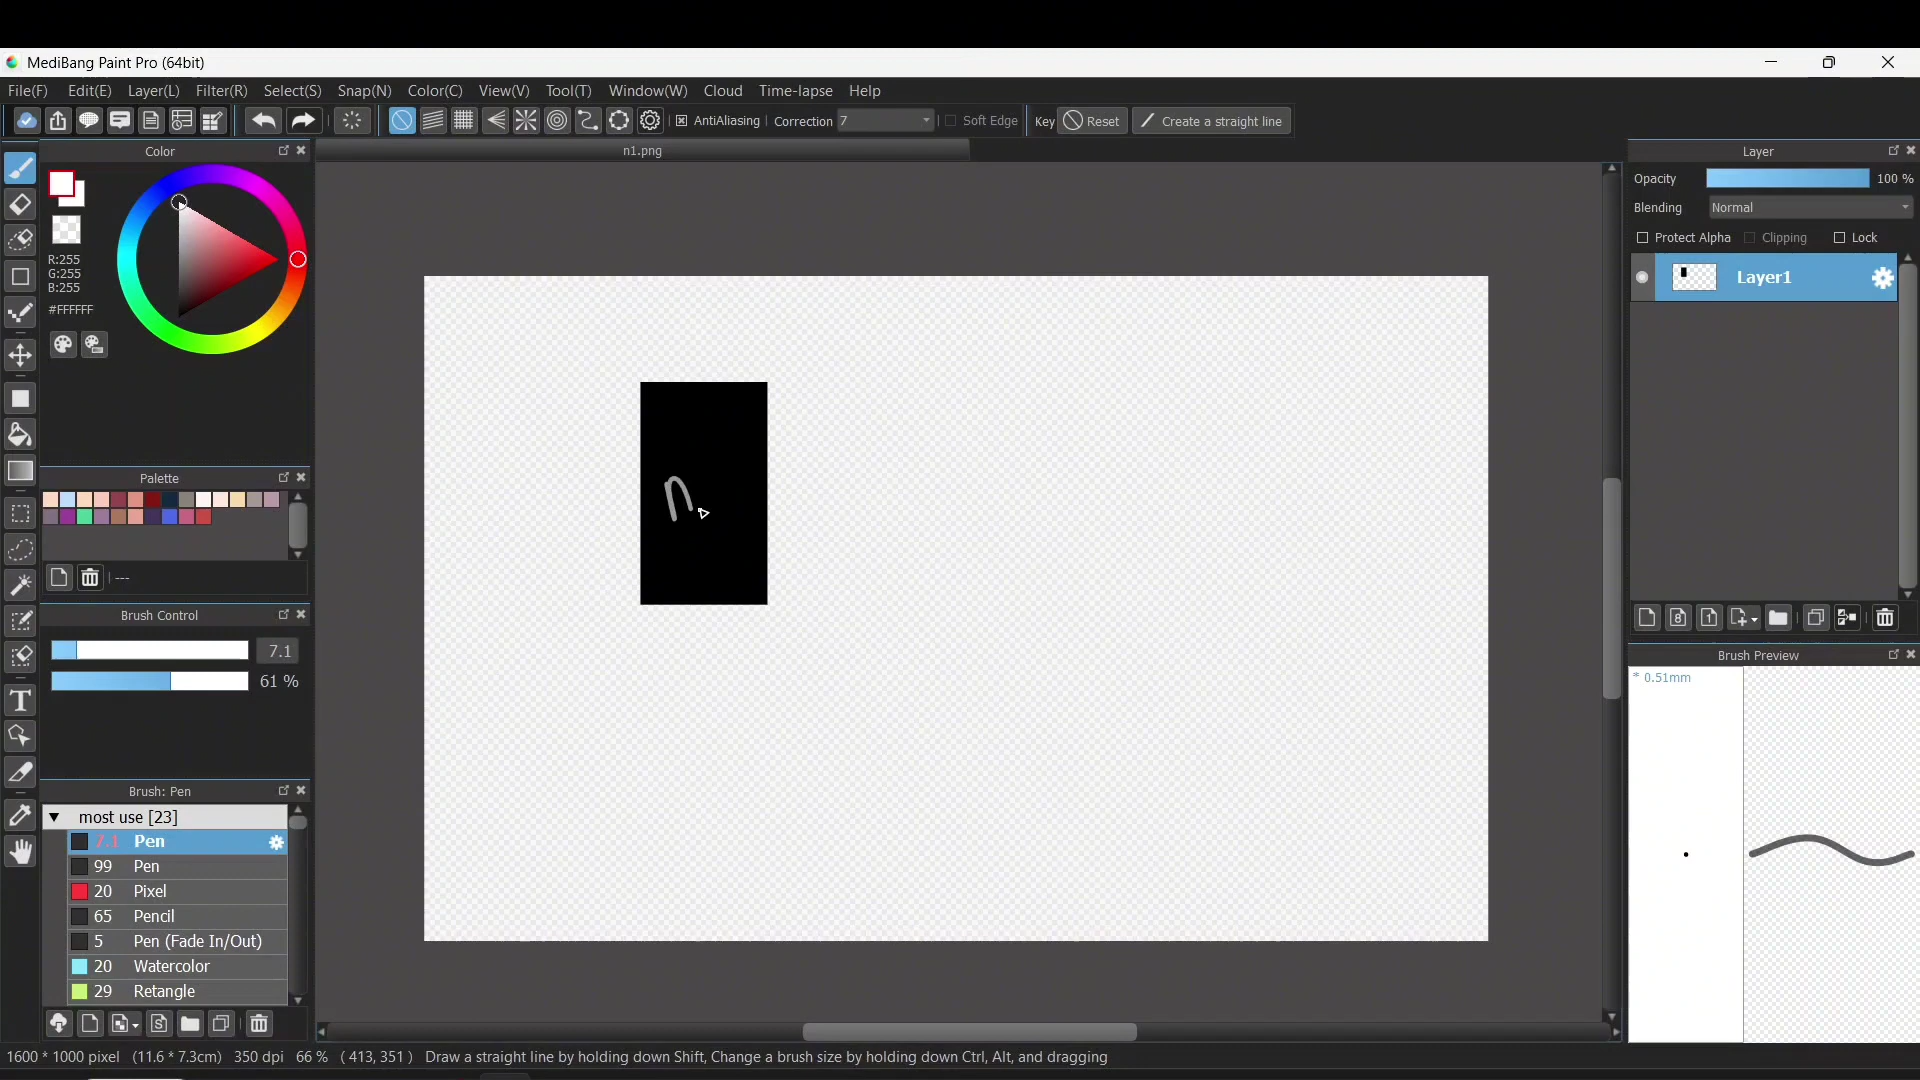 MediBang Paint Pro (64bit)
File(F) Edit(E) Layer(L) Filter(R) Select(S) Snap(N) Color(C) View(V) Tool(T) Window(W) Cloud Time-lapse Help
AntiAliasing Correction 7 Soft Edge Key Reset Create a straight line
Color
n1.png
Layer
R:255
G:255
B:255
#FFFFFF
Opacity 100 %
Blending Normal
Protect Alpha Clipping Lock
Layer1
n
Palette
---
Brush Control
7.1
61 %
8 1
Brush Preview
* 0.51mm
Brush: Pen
most use [23]
7.1 Pen
99 Pen
20 Pixel
65 Pencil
5 Pen (Fade In/Out)
20 Watercolor
29 Retangle
S
T
1600 * 1000 pixel (11.6 * 7.3cm) 350 dpi 66 % ( 413, 351 ) Draw a straight line by holding down Shift, Change a brush size by holding down Ctrl, Alt, and dragging